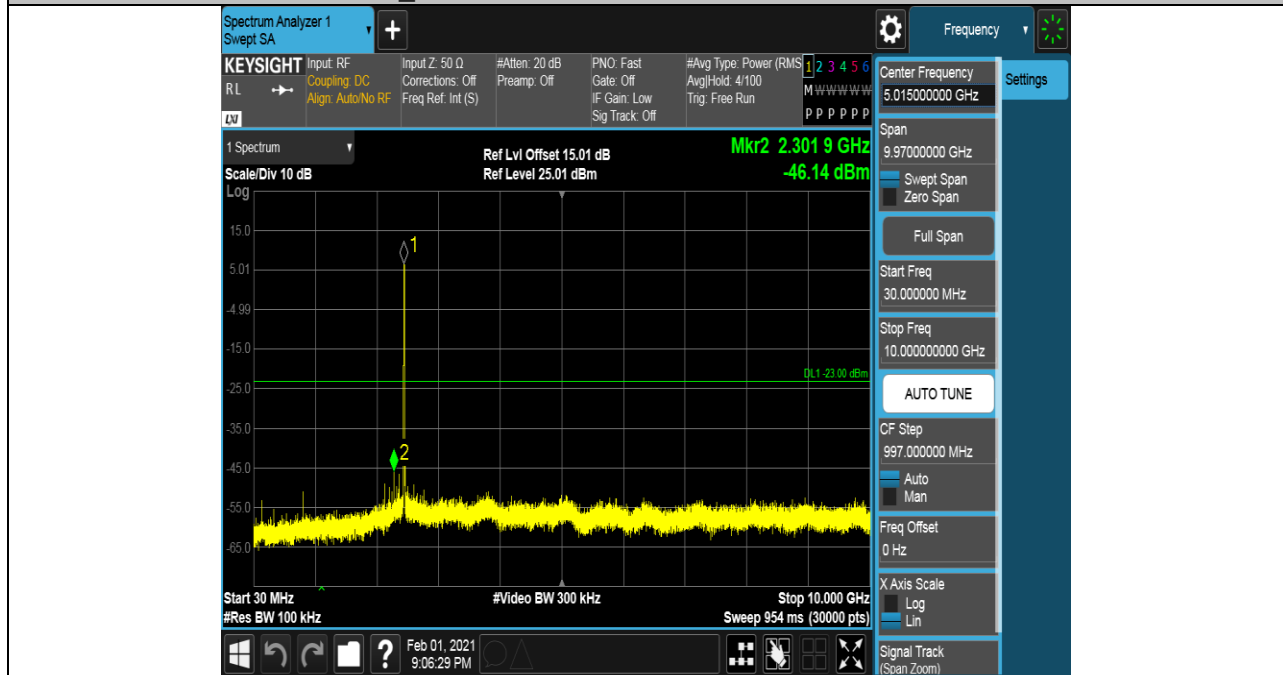 Spectrum Analyzer 1
Swept SA
+
Frequency
KEYSIGHT
RL
LXI
Input: RF
Coupling: DC
Align: Auto/No RF
Input Z: 50 Ω
Corrections: Off
Freq Ref: Int (S)
#Atten: 20 dB
Preamp: Off
PNO: Fast
Gate: Off
IF Gain: Low
Sig Track: Off
#Avg Type: Power (RMS
Avg|Hold: 4/100
Trig: Free Run
1 2 3 4 5 6
M W W W W W
P P P P P P
1 Spectrum
Scale/Div 10 dB
Log
Ref Lvl Offset 15.01 dB
Ref Level 25.01 dBm
Mkr2 2.301 9 GHz
-46.14 dBm
15.0
5.01
-4.99
-15.0
-25.0
-35.0
-45.0
-55.0
-65.0
1
DL1 -23.00 dBm
2
Start 30 MHz
#Res BW 100 kHz
#Video BW 300 kHz
Stop 10.000 GHz
Sweep 954 ms (30000 pts)
?
Feb 01, 2021
9:06:29 PM
Center Frequency
5.015000000 GHz
Span
9.97000000 GHz
Swept Span
Zero Span
Full Span
Start Freq
30.000000 MHz
Stop Freq
10.000000000 GHz
AUTO TUNE
CF Step
997.000000 MHz
Auto
Man
Freq Offset
0 Hz
X Axis Scale
Log
Lin
Signal Track
(Span Zoom)
Settings